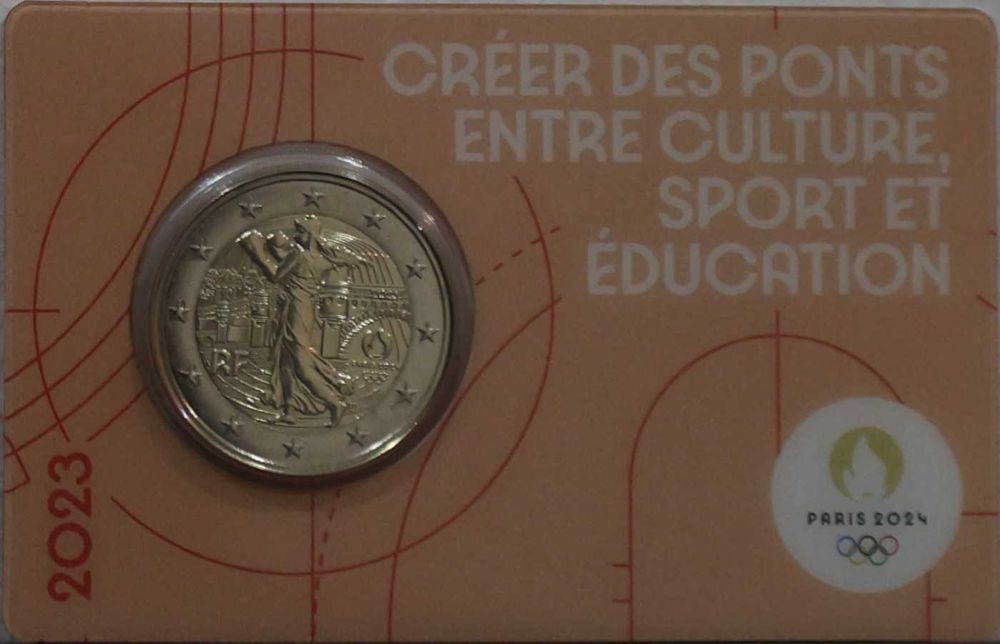 CRÉER DES PONTS
ENTRE CULTURE,
SPORT ET
ÉDUCATION
RF
2023
PARIS 2024